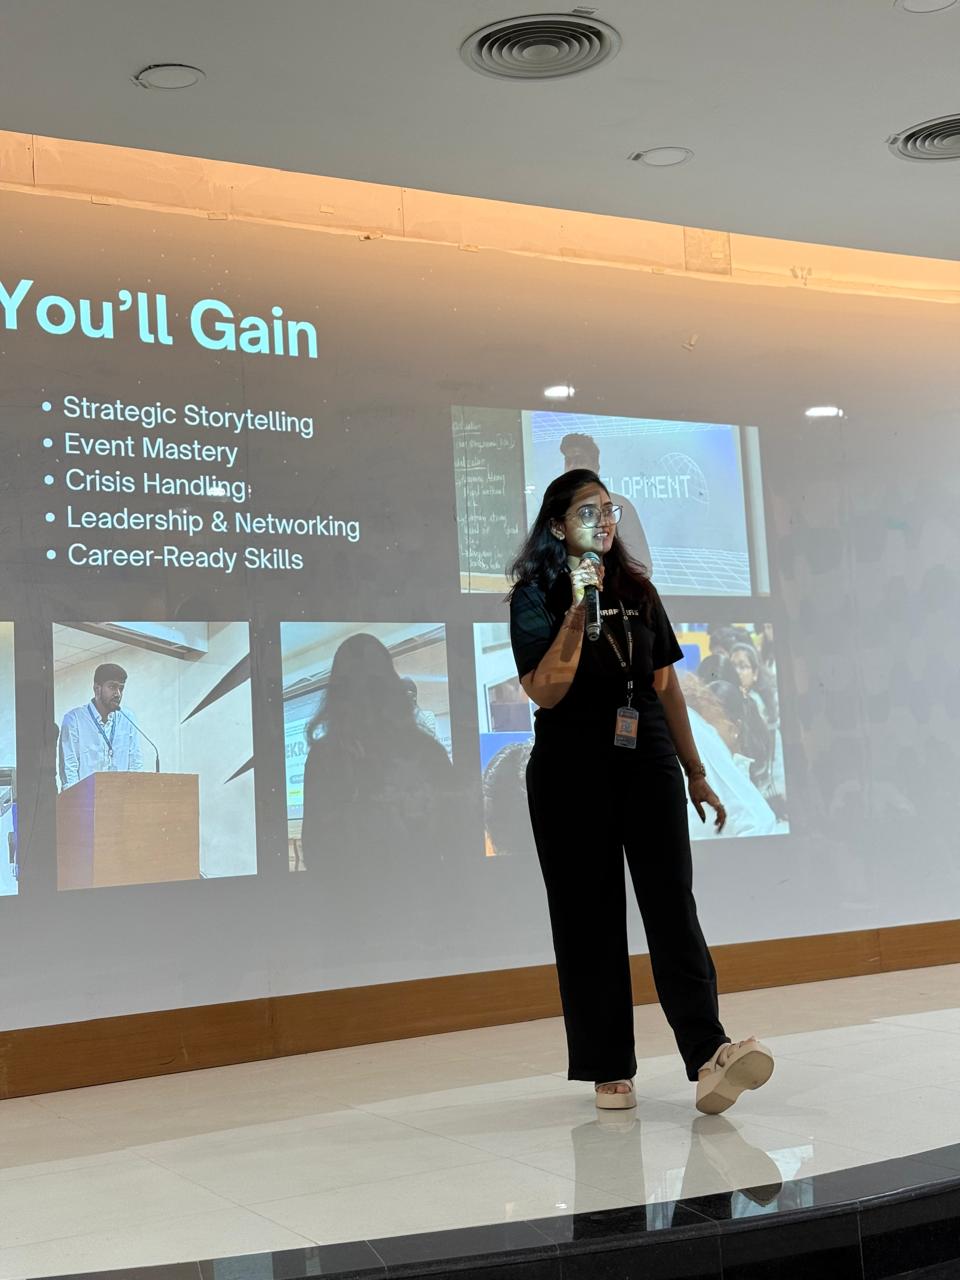 You'll Gain
• Strategic Storytelling
• Event Mastery
• Crisis Handling
• Leadership & Networking
• Career-Ready Skills